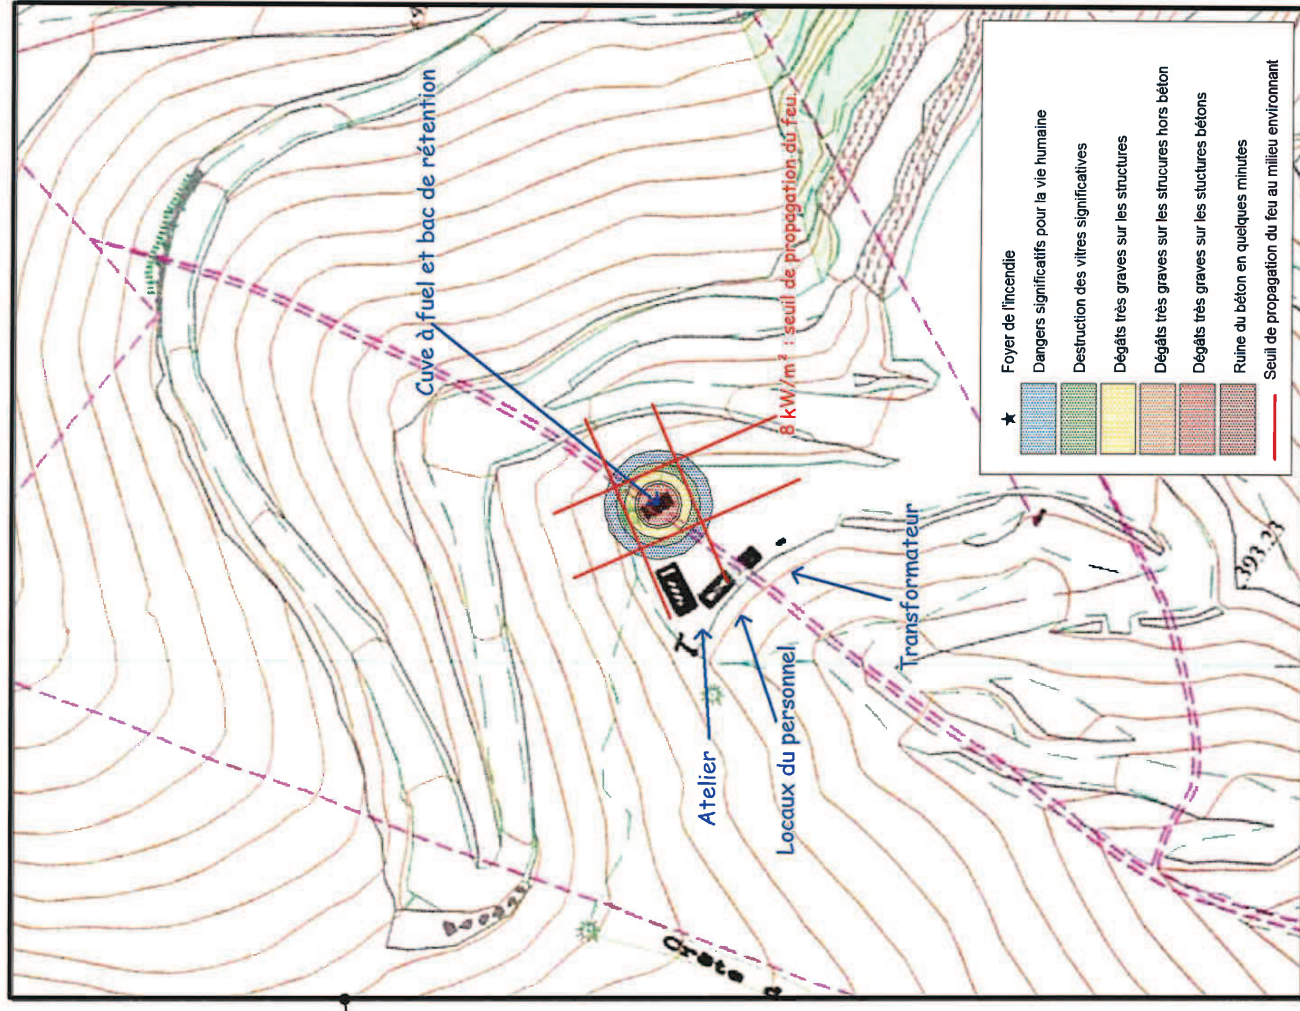 Cuve à fuel et bac de rétention
8 kW/m² : seuil de propagation du feu.
Atelier
Locaux du personnel
Transformateur
Crête
393.23
Foyer de l'incendie
Dangers significatifs pour la vie humaine
Destruction des vitres significatives
Dégêts très graves sur les structures
Dégâts très graves sur les strucures hors béton
Dégâts très graves sur les stuctures bétons
Ruine du béton en quelques minutes
Seuil de propagation du feu au milieu environnant